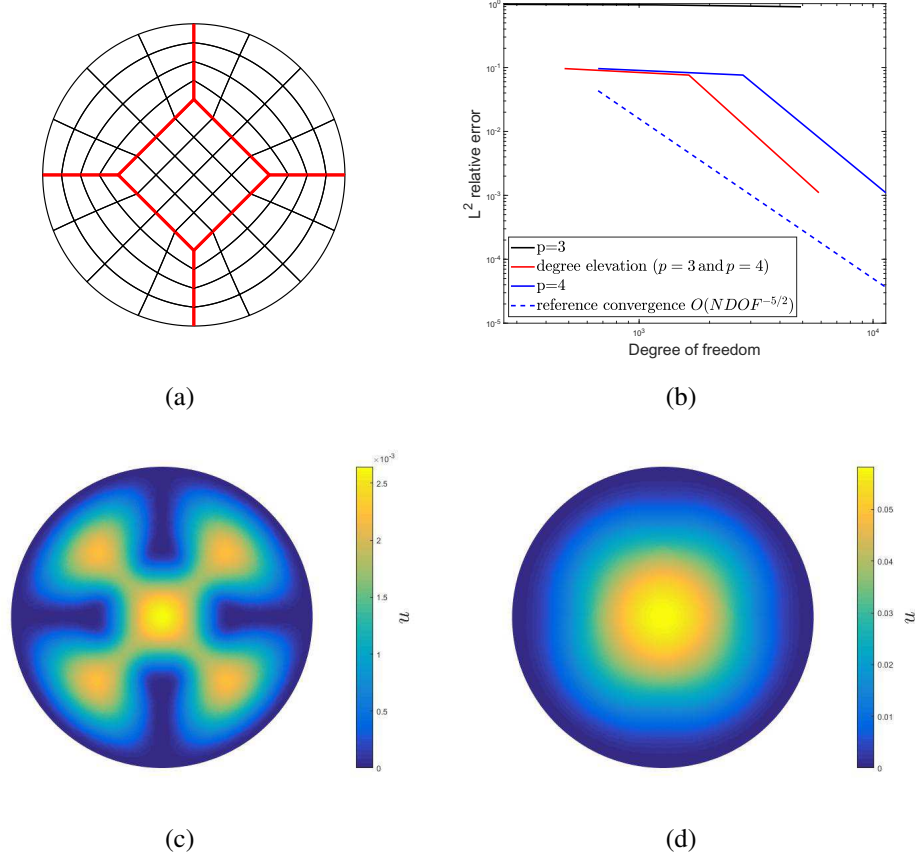 10⁰
10⁻¹
10⁻²
10⁻³
10⁻⁴
10⁻⁵
L² relative error
p=3
degree elevation (p = 3 and p = 4)
p=4
reference convergence O(NDOF⁻⁵/²)
10³
10⁴
Degree of freedom
(a)
(b)
×10⁻³
2.5
2
1.5
1
0.5
0
u
0.05
0.04
0.03
0.02
0.01
0
u
(c)
(d)